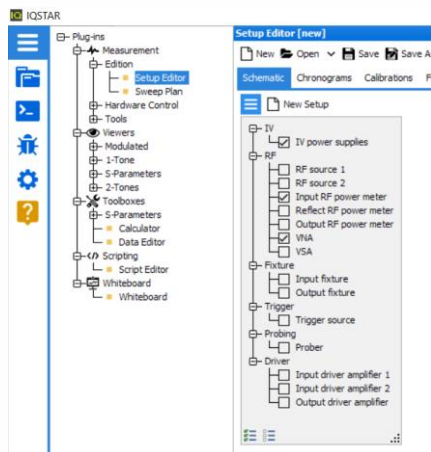 IQSTAR
Plug-ins
Measurement
Edition
Setup Editor
Sweep Plan
Hardware Control
Tools
Viewers
Modulated
1-Tone
S-Parameters
2-Tones
Toolboxes
S-Parameters
Calculator
Data Editor
Scripting
Script Editor
Whiteboard
Whiteboard
Setup Editor [new]
New Open Save Save A
Schematic Chronograms Calibrations F
New Setup
IV
IV power supplies
RF
RF source 1
RF source 2
Input RF power meter
Reflect RF power meter
Output RF power meter
VNA
VSA
Fixture
Input fixture
Output fixture
Trigger
Trigger source
Probing
Prober
Driver
Input driver amplifier 1
Input driver amplifier 2
Output driver amplifier